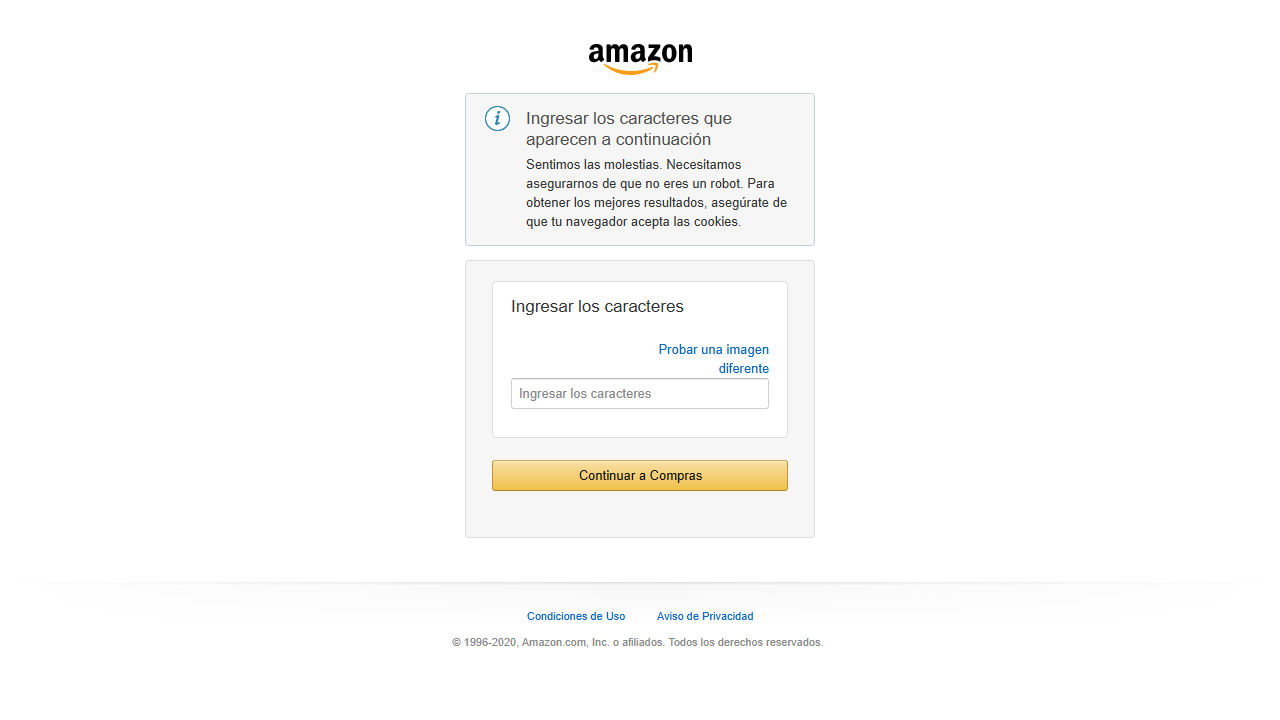 amazon
Ingresar los caracteres que
aparecen a continuación
Sentimos las molestias. Necesitamos
asegurarnos de que no eres un robot. Para
obtener los mejores resultados, asegúrate de
que tu navegador acepta las cookies.
Ingresar los caracteres
Probar una imagen
diferente
Ingresar los caracteres
Continuar a Compras
Condiciones de Uso Aviso de Privacidad
© 1996-2020, Amazon.com, Inc. o afiliados. Todos los derechos reservados.